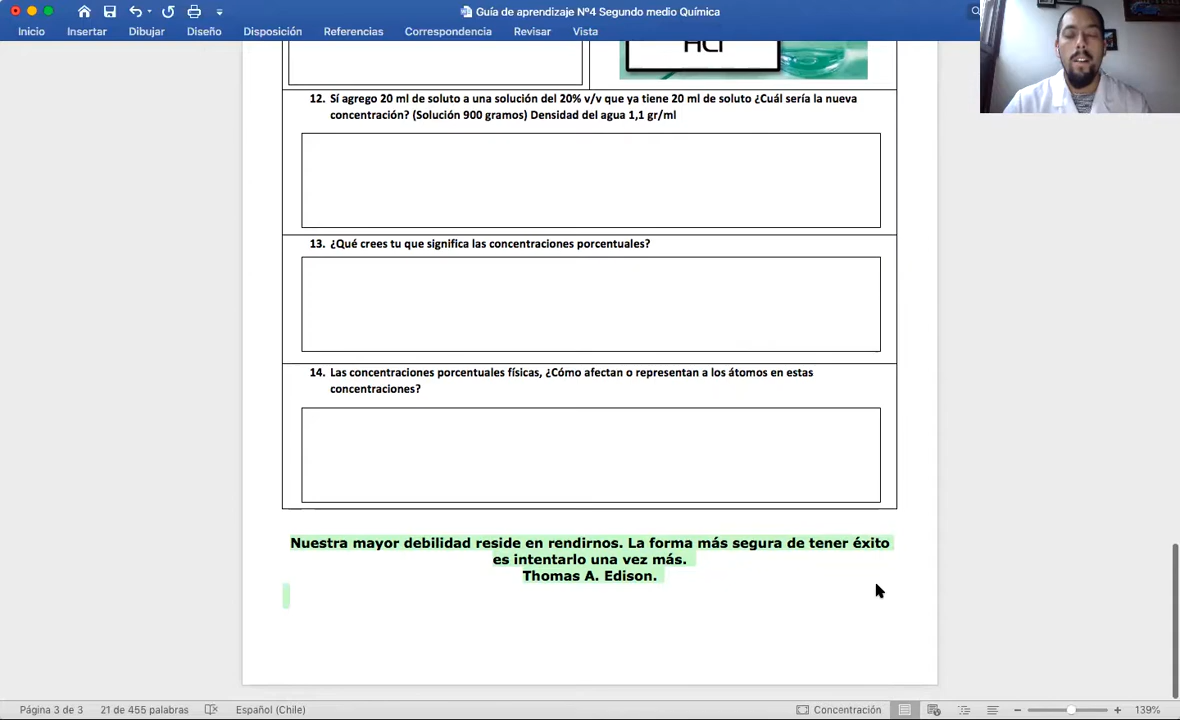 Guía de aprendizaje Nº4 Segundo medio Química
Inicio Insertar Dibujar Diseño Disposición Referencias Correspondencia Revisar Vista
HCl
12. Sí agrego 20 ml de soluto a una solución del 20% v/v que ya tiene 20 ml de soluto ¿Cuál sería la nueva
concentración? (Solución 900 gramos) Densidad del agua 1,1 gr/ml
13. ¿Qué crees tu que significa las concentraciones porcentuales?
14. Las concentraciones porcentuales físicas, ¿Cómo afectan o representan a los átomos en estas
concentraciones?
Nuestra mayor debilidad reside en rendirnos. La forma más segura de tener éxito
es intentarlo una vez más.
Thomas A. Edison.
Página 3 de 3 21 de 455 palabras Español (Chile) Concentración 139%